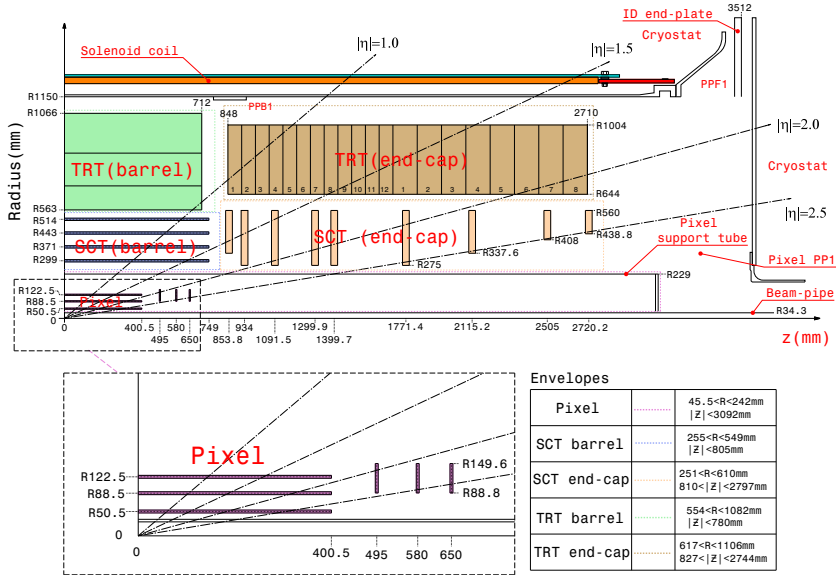 3512
ID end-plate
Cryostat
|η|=1.0
|η|=1.5
Solenoid coil
PPF1
R1150
PPB1
R1066
712
848
2710
R1004
|η|=2.0
TRT(barrel)
TRT(end-cap)
1 2 3 4 5 6 7 8 9 10 11 12 1 2 3 4 5 6 7 8
Cryostat
Radius(mm)
R644
|η|=2.5
R563
R514
R443
R371
R299
SCT(barrel)
SCT (end-cap)
R560
R438.8
R408
R337.6
R275
Pixel
support tube
Pixel PP1
R229
R122.5
R88.5
R50.5
0
Pixel
Beam-pipe
R34.3
0
400.5 580 749 934 1299.9 1771.4 2115.2 2505 2720.2
495 650 853.8 1091.5 1399.7
z(mm)
Pixel
R122.5
R88.5
R50.5
0
R149.6
R88.8
0
400.5 495 580 650
Envelopes
Pixel
45.5<R<242mm
|Z|<3092mm
SCT barrel
255<R<549mm
|Z|<805mm
SCT end-cap
251<R<610mm
810<|Z|<2797mm
TRT barrel
554<R<1082mm
|Z|<780mm
TRT end-cap
617<R<1106mm
827<|Z|<2744mm